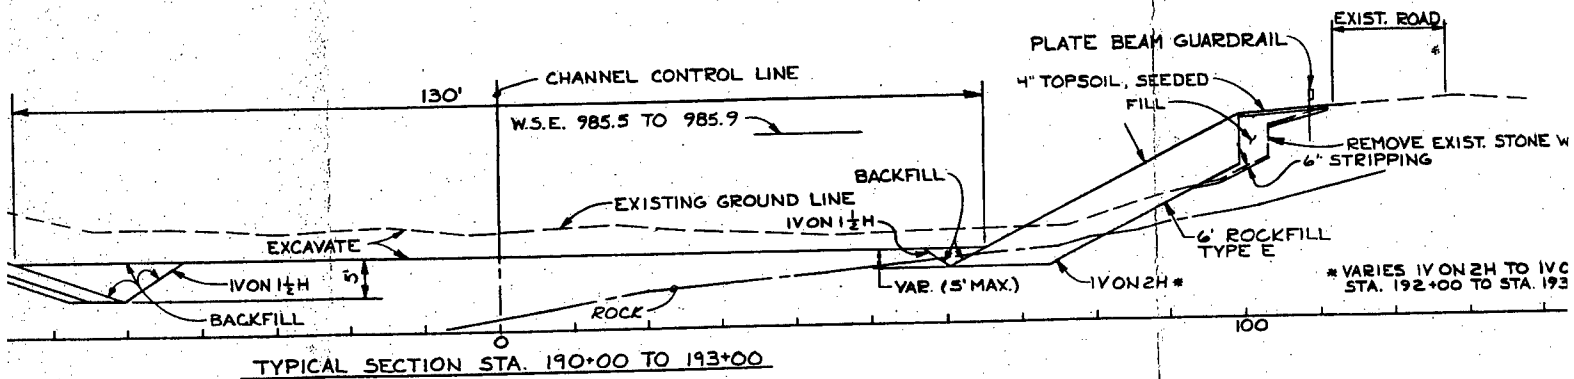 EXIST. ROAD
*
PLATE BEAM GUARDRAIL
CHANNEL CONTROL LINE
4" TOPSOIL, SEEDED
130'
FILL
W.S.E. 985.5 TO 985.9
REMOVE EXIST. STONE W
6" STRIPPING
BACKFILL
EXISTING GROUND LINE
1V ON 1½H
EXCAVATE
6' ROCKFILL
TYPE E
5'
1V ON 1½H
VAR. (5' MAX.)
1V ON 2H *
* VARIES 1V ON 2H TO 1V O
STA. 192+00 TO STA. 193
BACKFILL
ROCK
0
100
TYPICAL SECTION STA. 190+00 TO 193+00